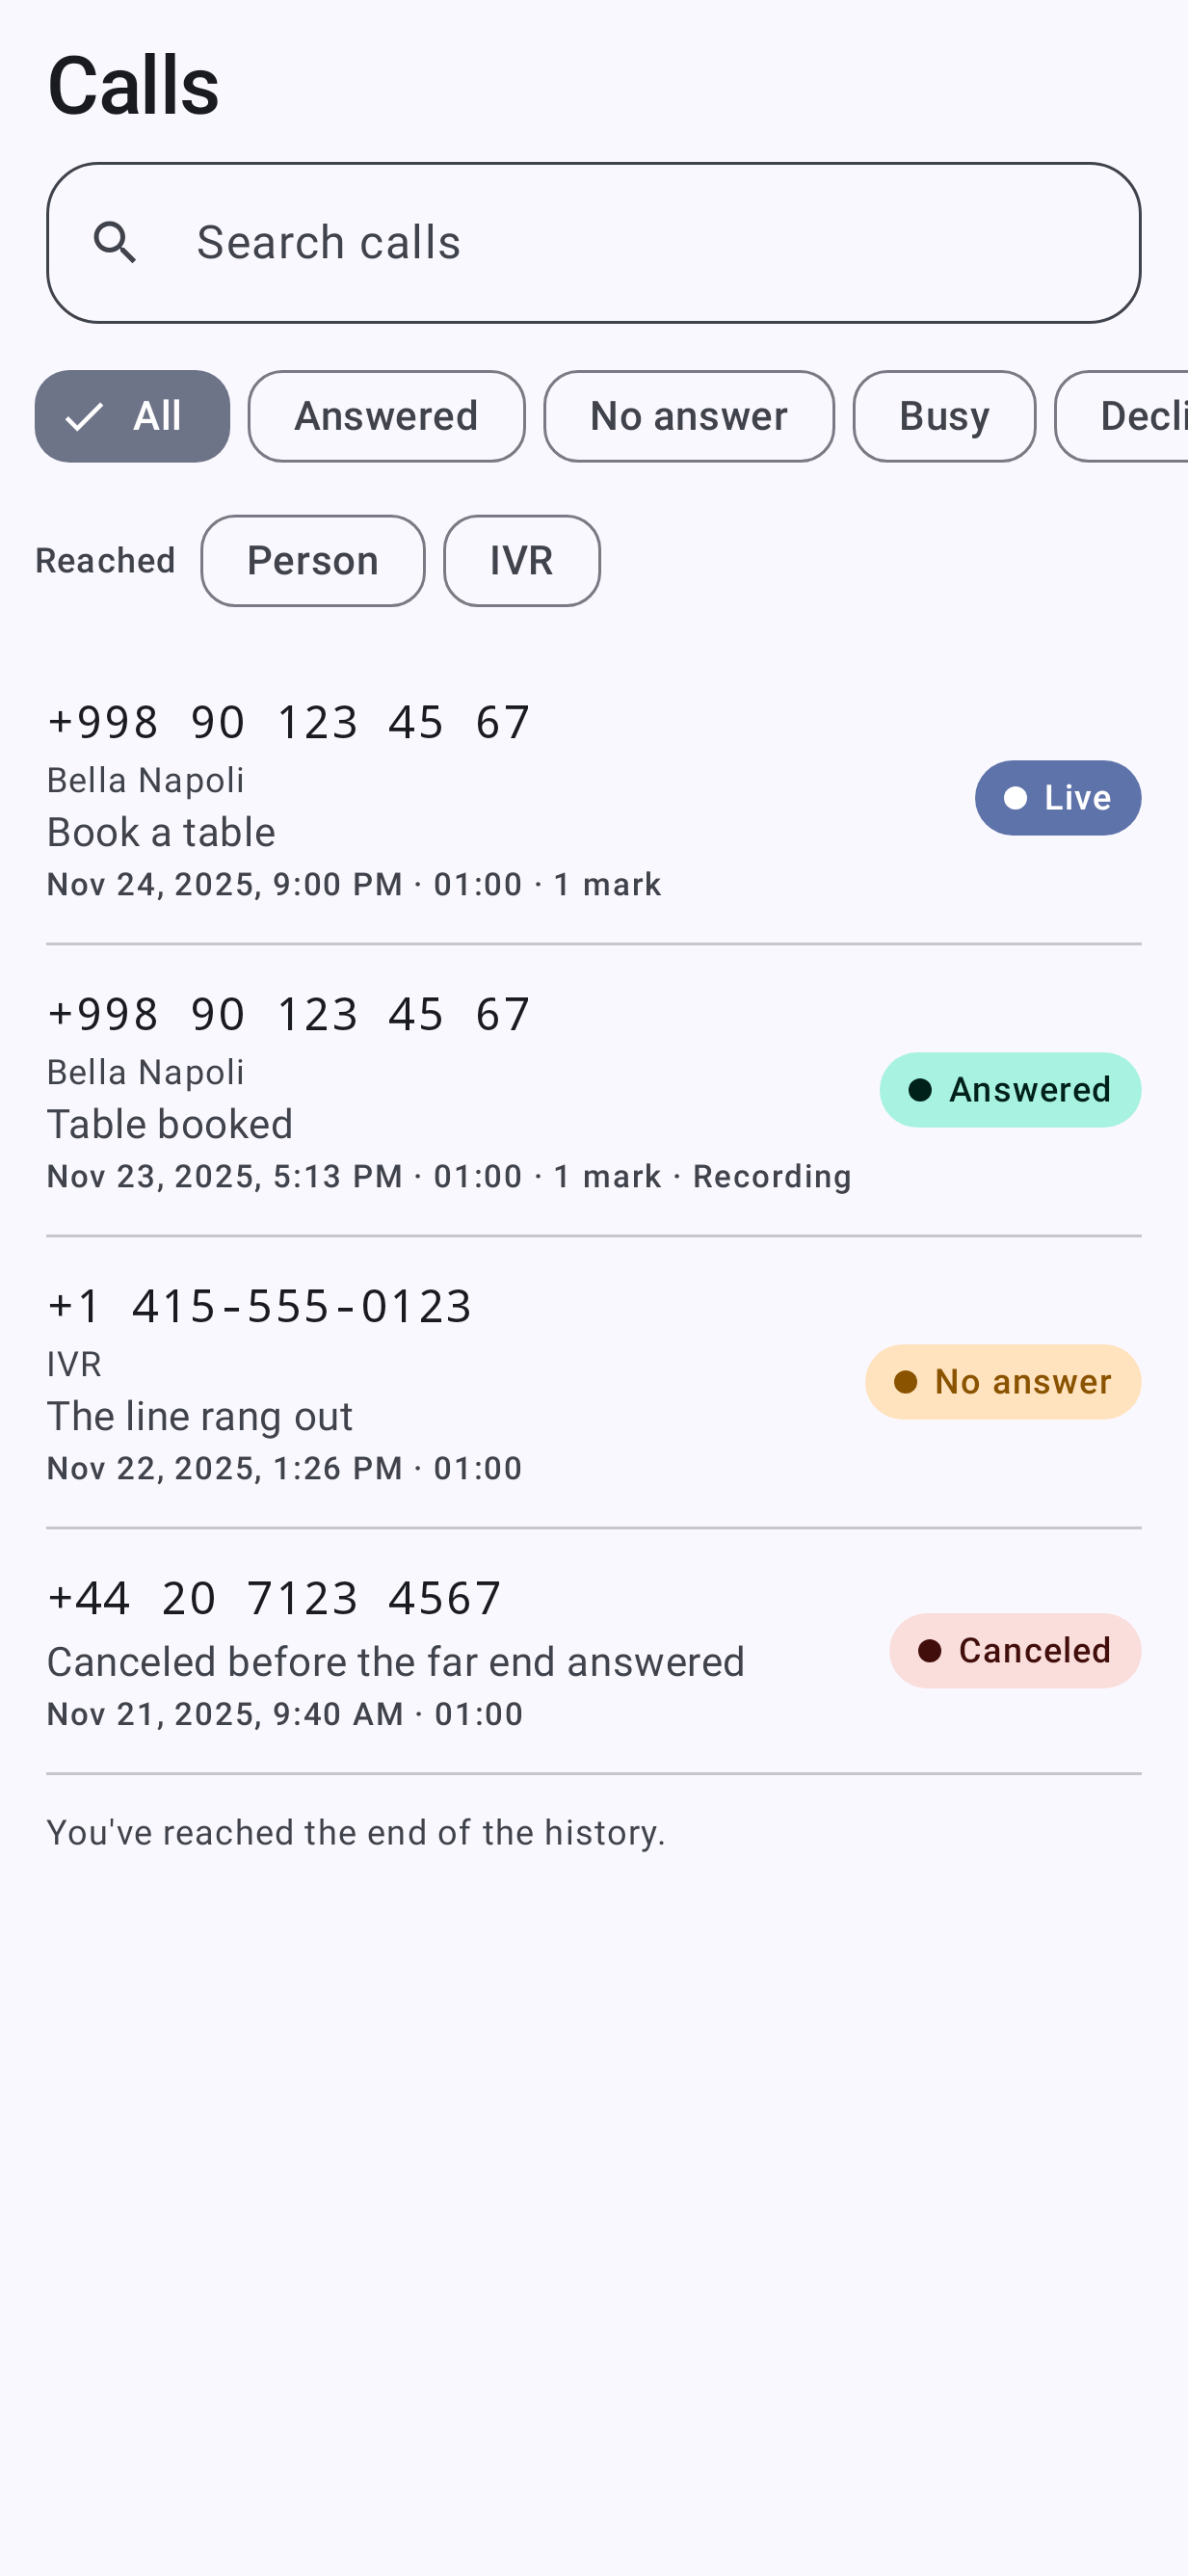 Calls
Search calls
All Answered No answer Busy Decli
Reached Person IVR
+998 90 123 45 67
Bella Napoli
Book a table
Nov 24, 2025, 9:00 PM · 01:00 · 1 mark
Live
+998 90 123 45 67
Bella Napoli
Table booked
Nov 23, 2025, 5:13 PM · 01:00 · 1 mark · Recording
Answered
+1 415-555-0123
IVR
The line rang out
Nov 22, 2025, 1:26 PM · 01:00
No answer
+44 20 7123 4567
Canceled before the far end answered
Nov 21, 2025, 9:40 AM · 01:00
Canceled
You've reached the end of the history.